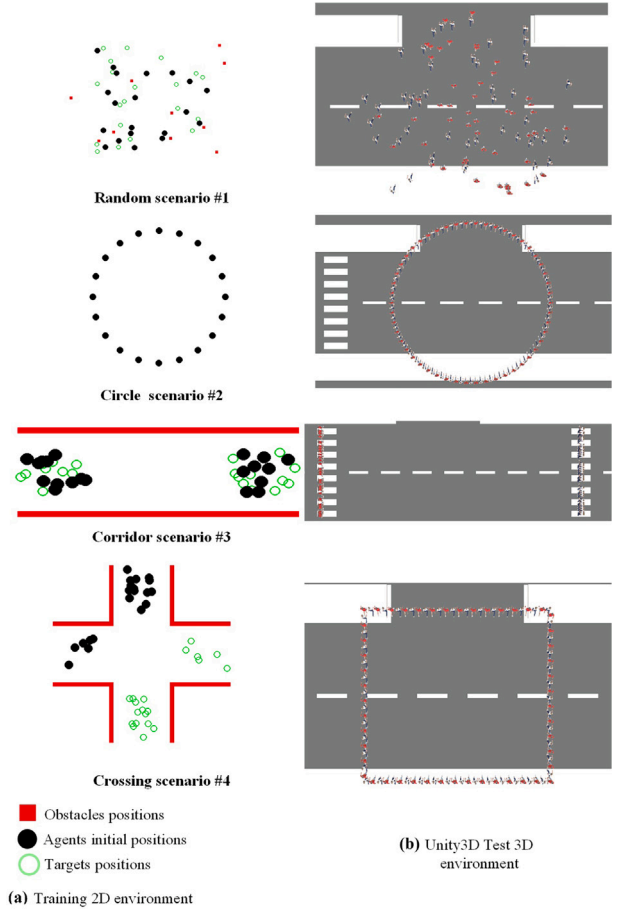 Random scenario #1
Circle scenario #2
Corridor scenario #3
Crossing scenario #4
Obstacles positions
Agents initial positions
Targets positions
(a) Training 2D environment
(b) Unity3D Test 3D
environment